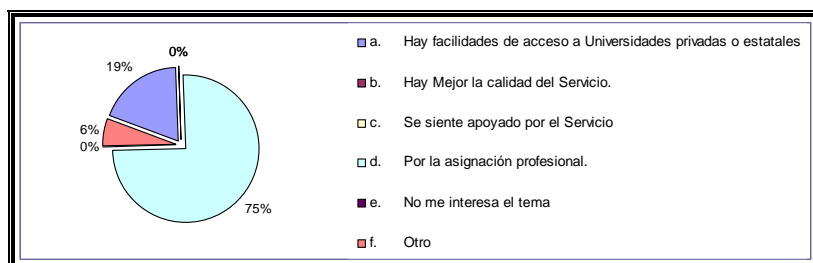 0%
19%
6%
0%
75%
a. Hay facilidades de acceso a Universidades privadas o estatales
b. Hay Mejor la calidad del Servicio.
c. Se siente apoyado por el Servicio
d. Por la asignación profesional.
e. No me interesa el tema
f. Otro